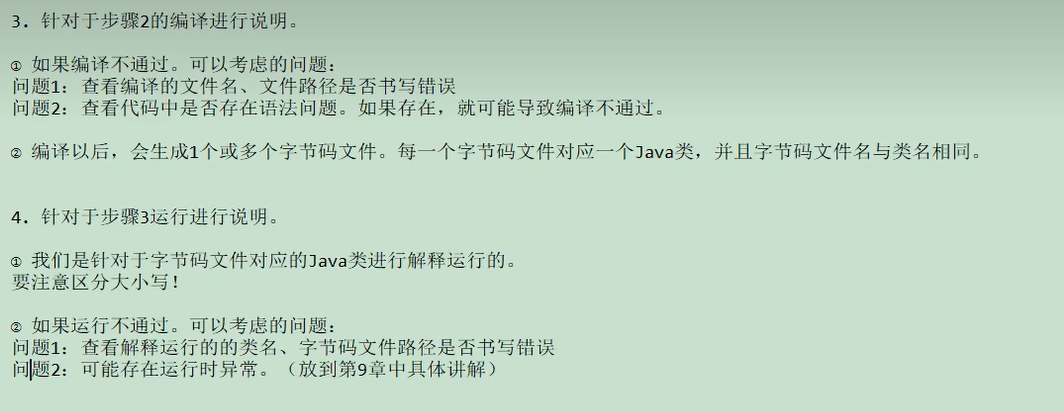 3. 针对于步骤2的编译进行说明。
① 如果编译不通过。可以考虑的问题:
问题1: 查看编译的文件名、文件路径是否书写错误
问题2: 查看代码中是否存在语法问题。如果存在，就可能导致编译不通过。
② 编译以后，会生成1个或多个字节码文件。每一个字节码文件对应一个Java类，并且字节码文件名与类名相同。
4. 针对于步骤3运行进行说明。
① 我们是针对于字节码文件对应的Java类进行解释运行的。
要注意区分大小写！
② 如果运行不通过。可以考虑的问题:
问题1: 查看解释运行的的类名、字节码文件路径是否书写错误
问题2: 可能存在运行时异常。（放到第9章中具体讲解）